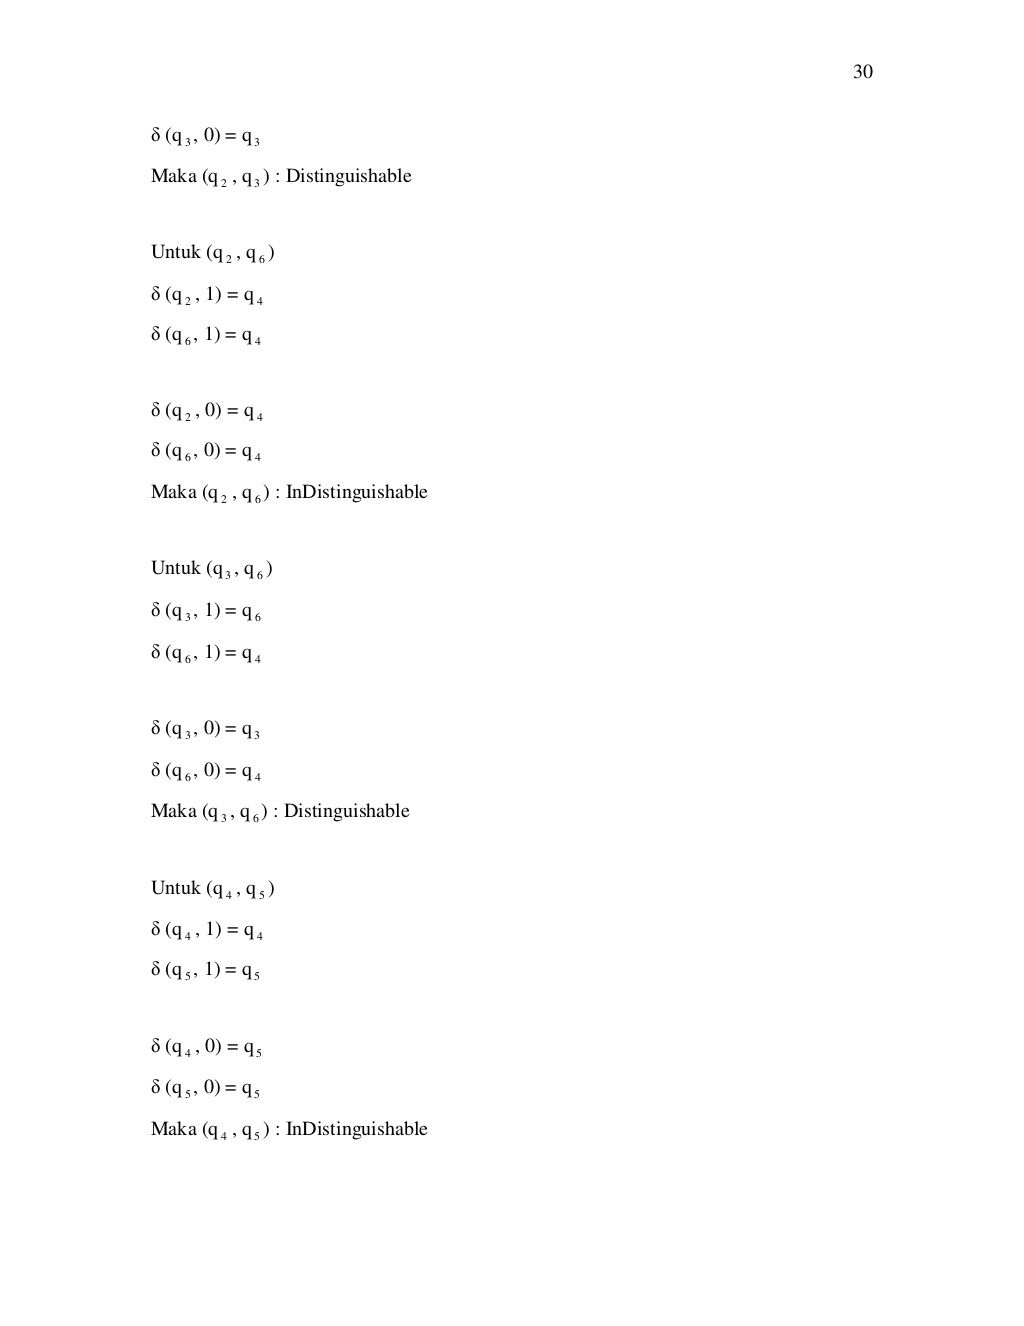 30
δ (q 3, 0) = q 3
Maka (q 2 , q 3 ) : Distinguishable
Untuk (q 2 , q 6 )
δ (q 2 , 1) = q 4
δ (q 6, 1) = q 4
δ (q 2 , 0) = q 4
δ (q 6, 0) = q 4
Maka (q 2 , q 6 ) : InDistinguishable
Untuk (q 3 , q 6 )
δ (q 3, 1) = q 6
δ (q 6, 1) = q 4
δ (q 3, 0) = q 3
δ (q 6, 0) = q 4
Maka (q 3 , q 6 ) : Distinguishable
Untuk (q 4 , q 5 )
δ (q 4 , 1) = q 4
δ (q 5, 1) = q 5
δ (q 4 , 0) = q 5
δ (q 5, 0) = q 5
Maka (q 4 , q 5 ) : InDistinguishable